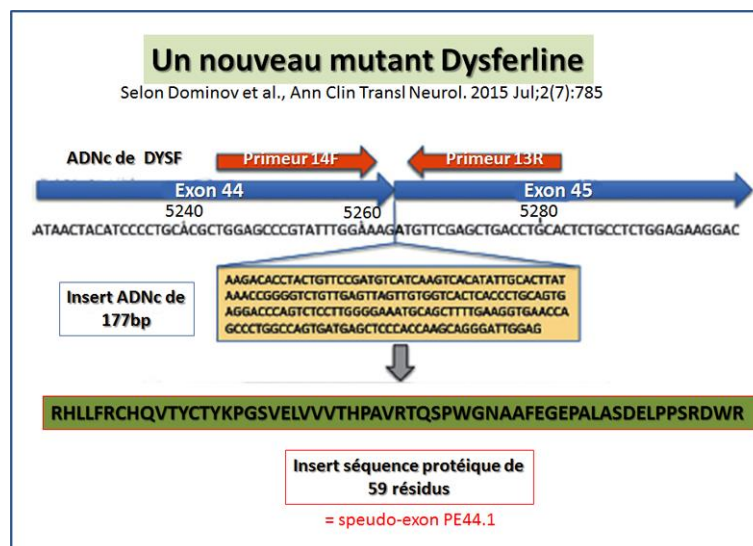 Un nouveau mutant Dysferline
Selon Dominov et al., Ann Clin Transl Neurol. 2015 Jul;2(7):785
ADNc de DYSF
Primeur 14F
Primeur 13R
Exon 44
Exon 45
5240
5260
5280
.ATAACTACATCCCCTGCACGCTGGAGCCCGTATTTGGAAAGATGTTCGAGCTGACCTGCACTCTGCCTCTGGAGAAGGAC
Insert ADNc de
177bp
AAGACACCTACTGTTCCGATGTCATCAAGTCACATATTGCACTTAT
AAACCGGGGTCTGTTGAGTTAGTTGTGGTCACTCACCCTGCAGTG
AGGACCCAGTCTCCTTGGGGAAATGCAGCTTTTGAAGGTGAACCA
GCCCTGGCCAGTGATGAGCTCCCACCAAGCAGGGATTGGAG
RHLLFRCHQVTYCTYKPGSVELVVVTHPAVRTQSPWGNAAFEGEPALASDELPPSRDWR
Insert séquence protéique de
59 résidus
= speudo-exon PE44.1